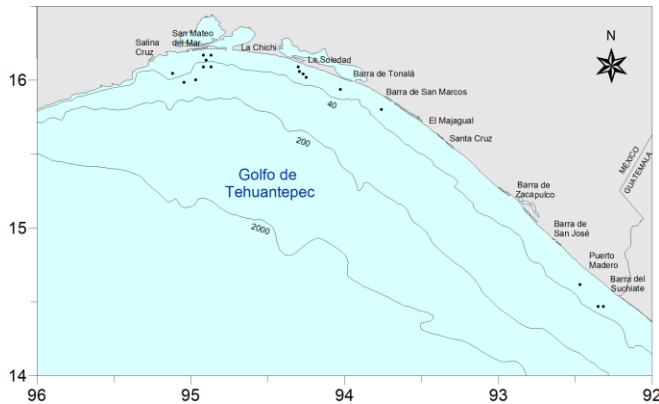 San Mateo
del Mar
Salina
Cruz
La Chichi
La Soledad
N
16
Barra de Tonalá
Barra de San Marcos
40
El Majagual
Santa Cruz
200
MÉXICO
GUATEMALA
Golfo de
Tehuantepec
Barra de
Zacapulco
15
2000
Barra de
San José
Puerto
Madero
Barra del
Suchiate
14
96
95
94
93
92